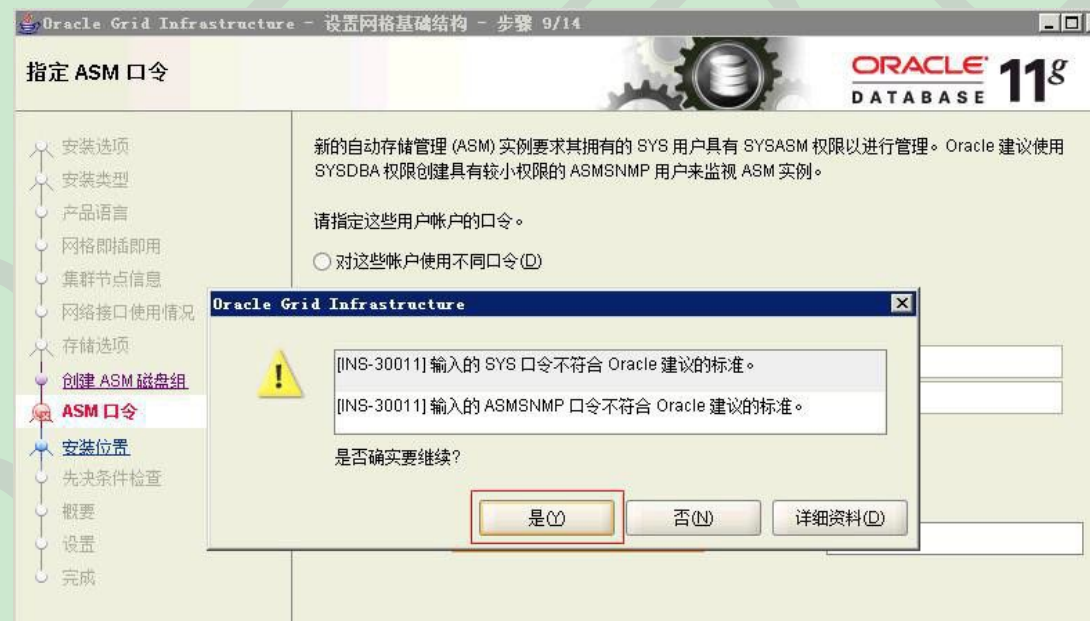 Oracle Grid Infrastructure - 设置网格基础结构 - 步骤 9/14
指定 ASM 口令
ORACLE
DATABASE
11g
安装选项
安装类型
产品语言
网格即插即用
集群节点信息
网络接口使用情况
存储选项
创建 ASM 磁盘组
ASM 口令
安装位置
先决条件检查
概要
设置
完成
新的自动存储管理 (ASM) 实例要求其拥有的 SYS 用户具有 SYSASM 权限以进行管理。Oracle 建议使用
SYSDBA 权限创建具有较小权限的 ASMSNMP 用户来监视 ASM 实例。
请指定这些用户帐户的口令。
对这些帐户使用不同口令(D)
Oracle Grid Infrastructure
[INS-30011] 输入的 SYS 口令不符合 Oracle 建议的标准。
[INS-30011] 输入的 ASMSNMP 口令不符合 Oracle 建议的标准。
是否确实要继续?
是(Y)
否(N)
详细资料(D)